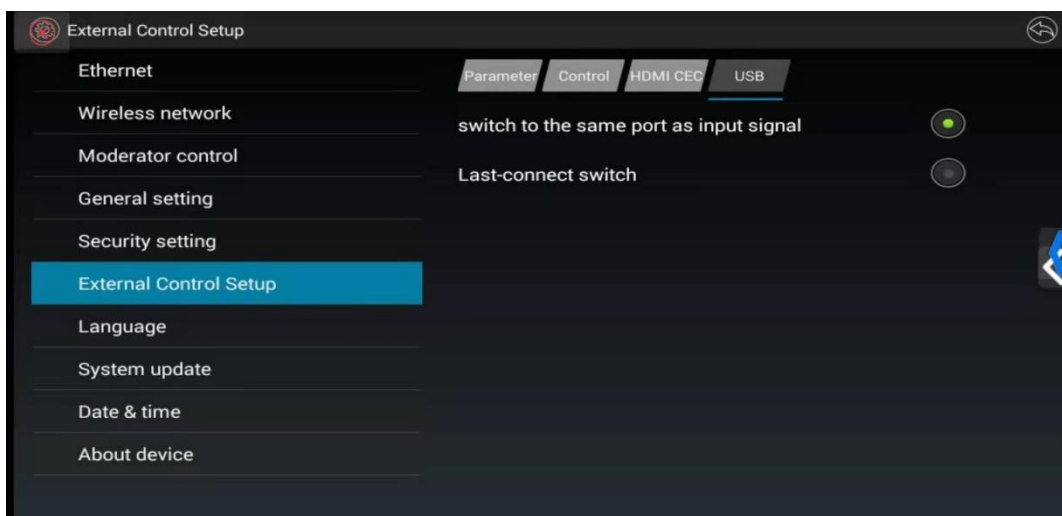 External Control Setup
Ethernet
Wireless network
Moderator control
General setting
Security setting
External Control Setup
Language
System update
Date & time
About device
Parameter Control HDMI CEC USB
switch to the same port as input signal
Last-connect switch